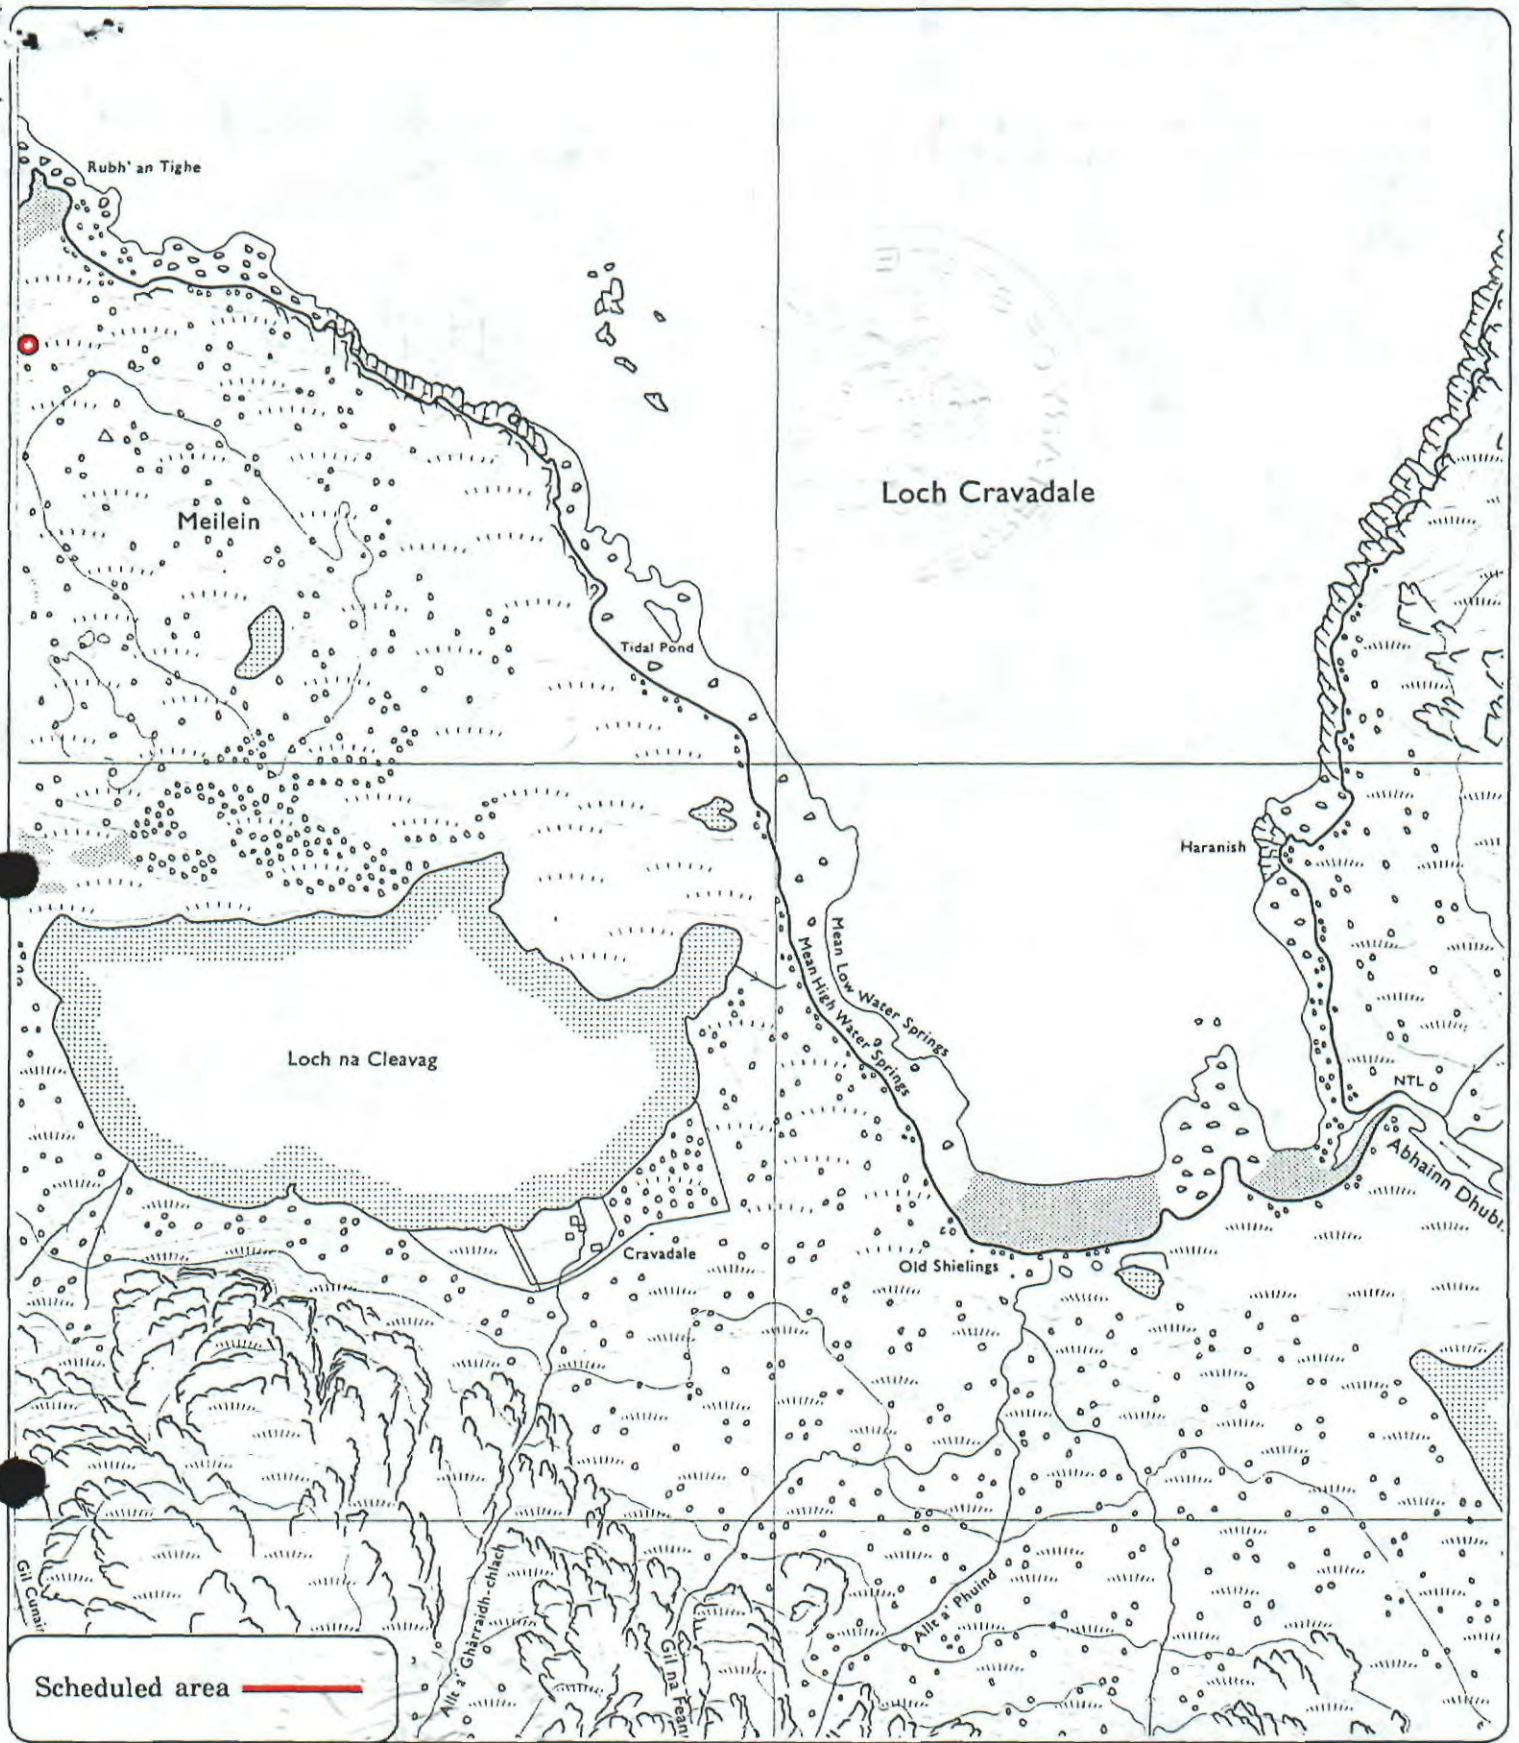 Rubh' an Tighe
Loch Cravadale
Meilein
Tidal Pond
Haranish
Mean Low Water Springs
Mean High Water Springs
Loch na Cleavag
NTL
Abhainn Dhubh
Cravadale
Old Shielings
Gil Cunair
Allt a' Gharraidh-chlach
Gil na Fean
Allt a' Phuind
Scheduled area